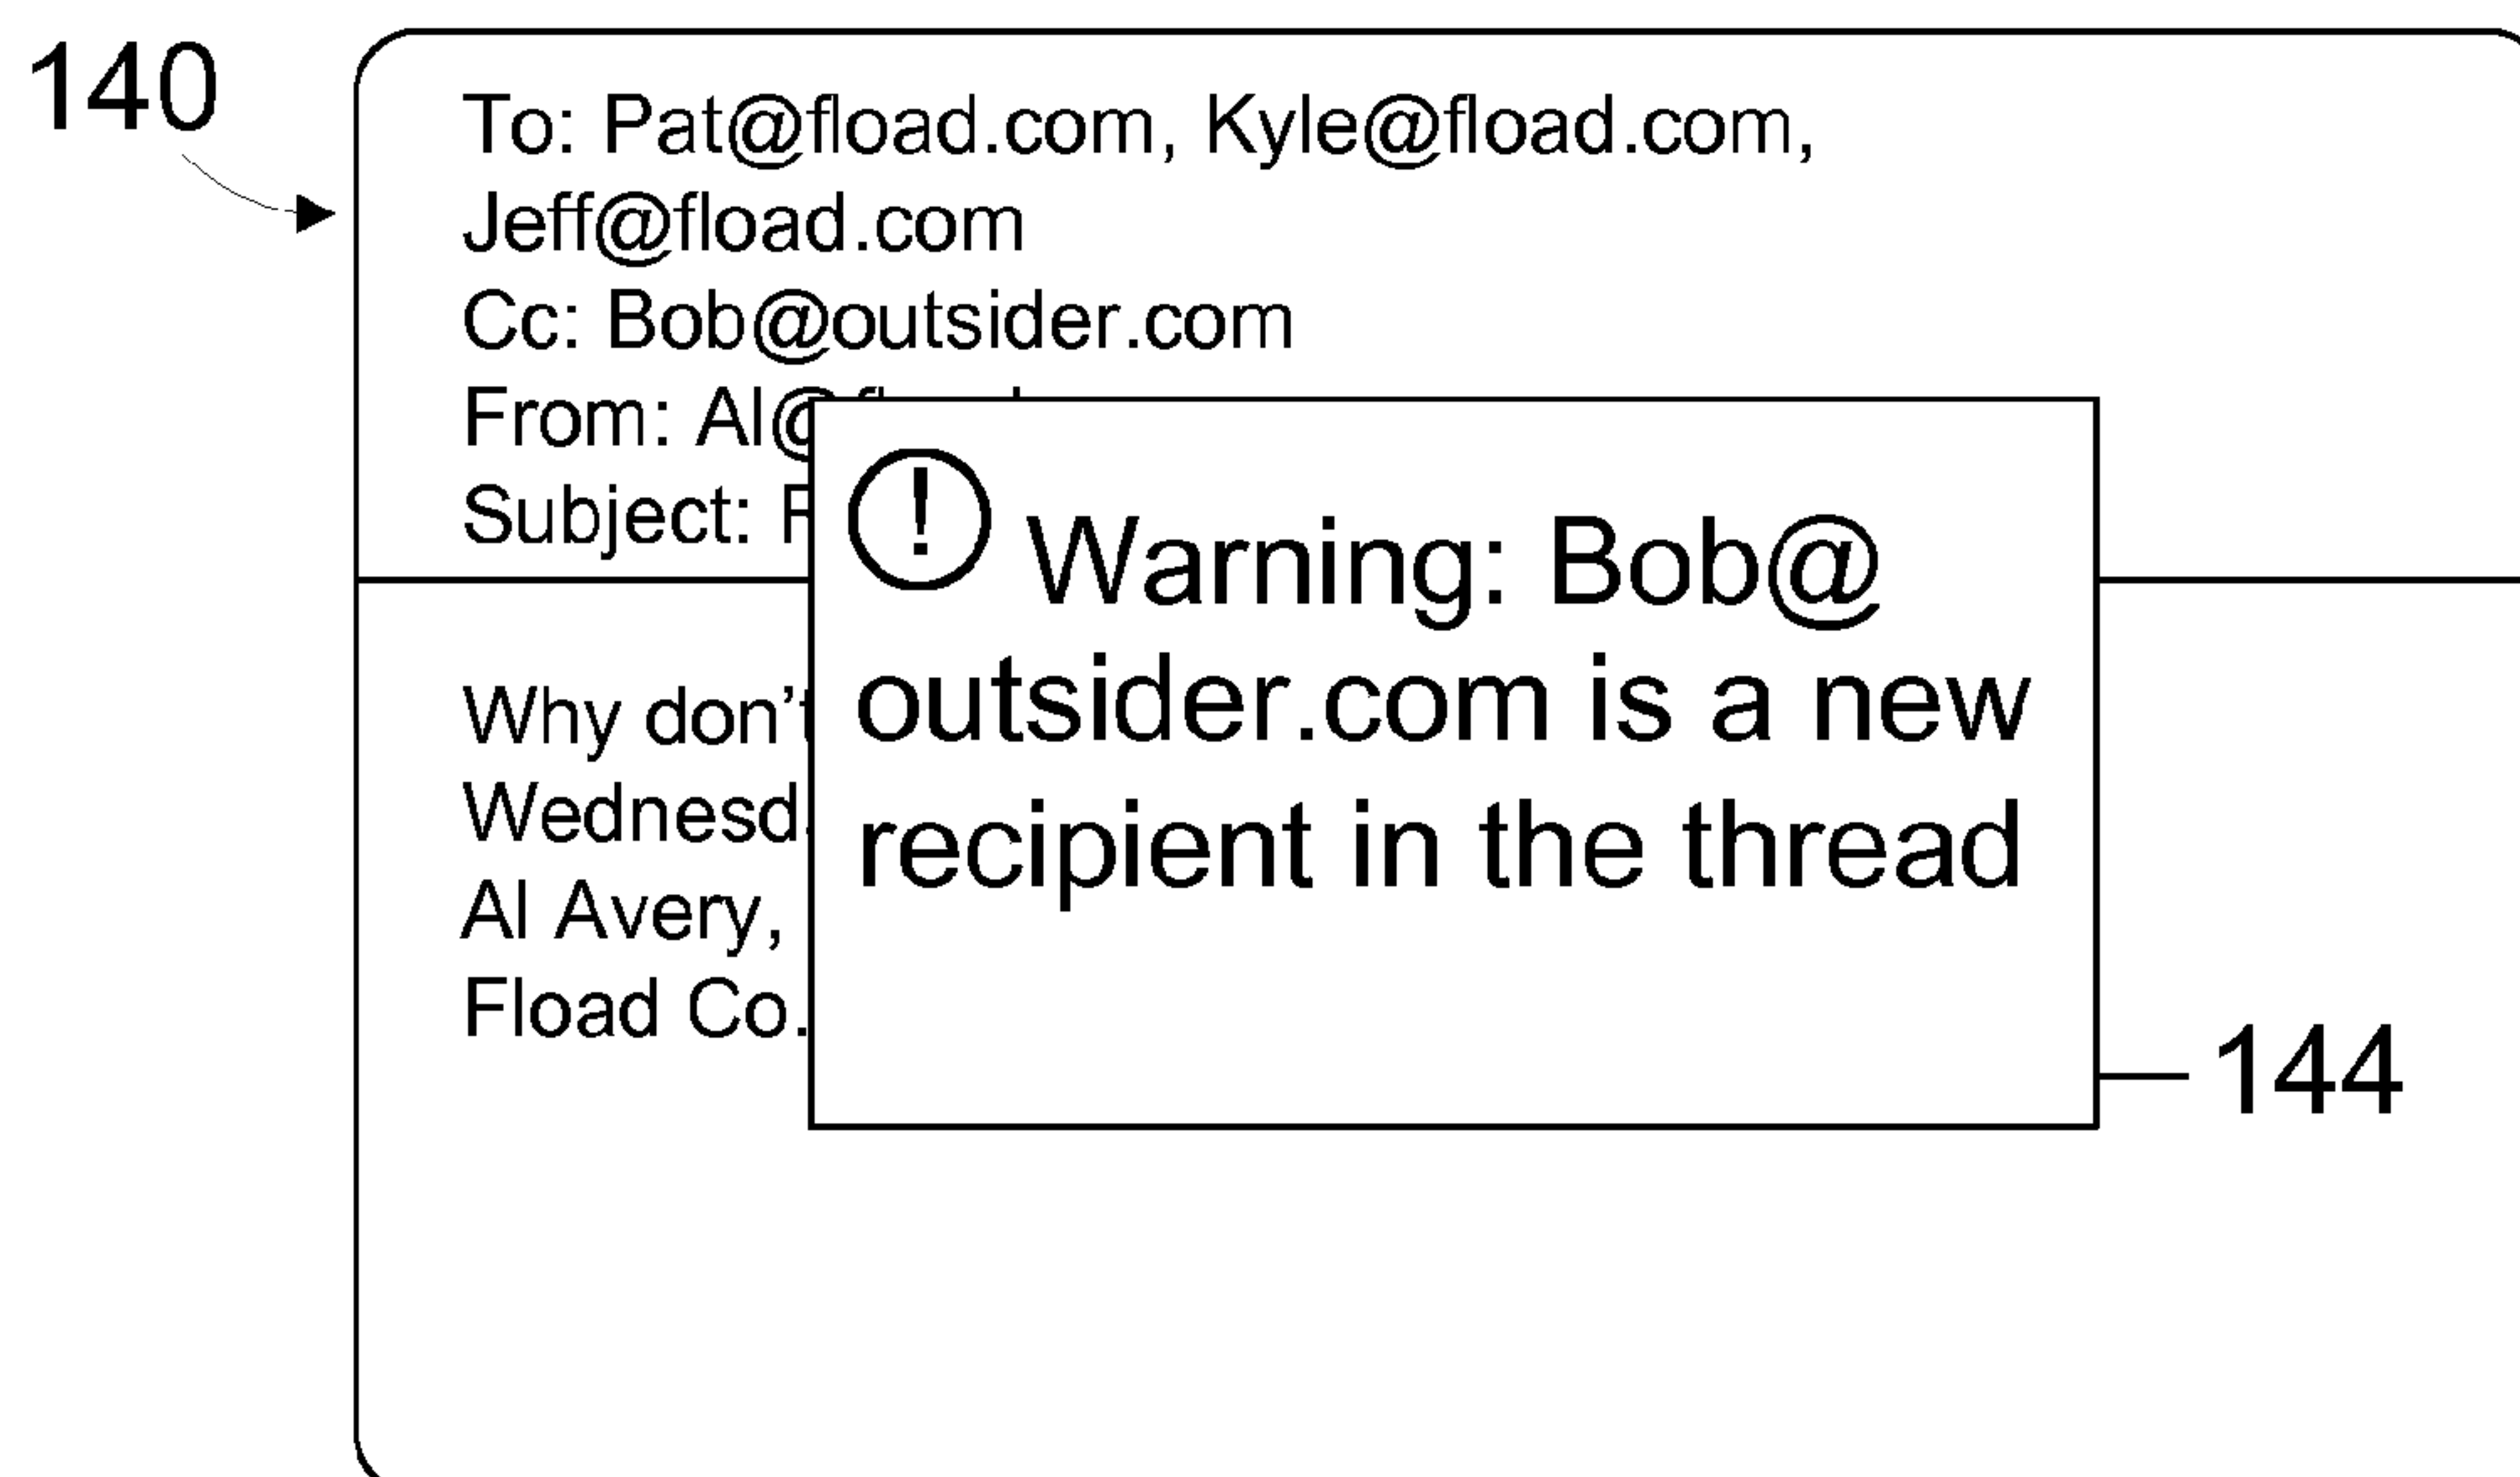 140
To: Pat@fload.com, Kyle@fload.com,
Jeff@fload.com
Cc: Bob@outsider.com
From: Al@
Subject:
Why don't
Al Avery,
Fload Co.
! Warning: Bob@
outsider.com is a new
recipient in the thread
144